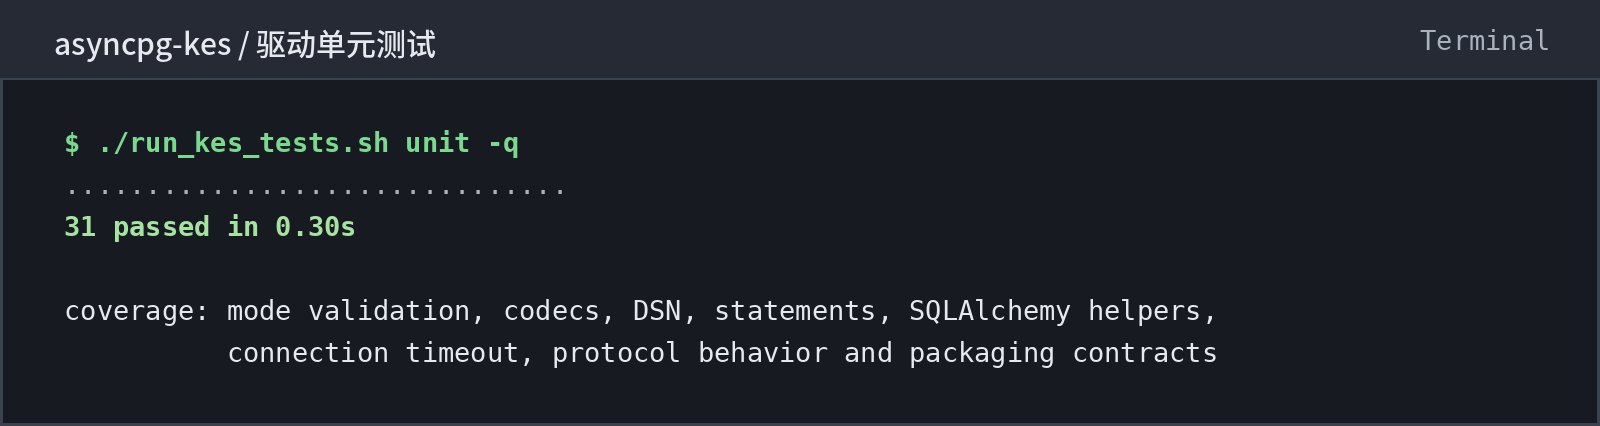 asyncpg-kes / 驱动单元测试
Terminal
$ ./run_kes_tests.sh unit -q
...............................
31 passed in 0.30s
coverage: mode validation, codecs, DSN, statements, SQLAlchemy helpers,
connection timeout, protocol behavior and packaging contracts